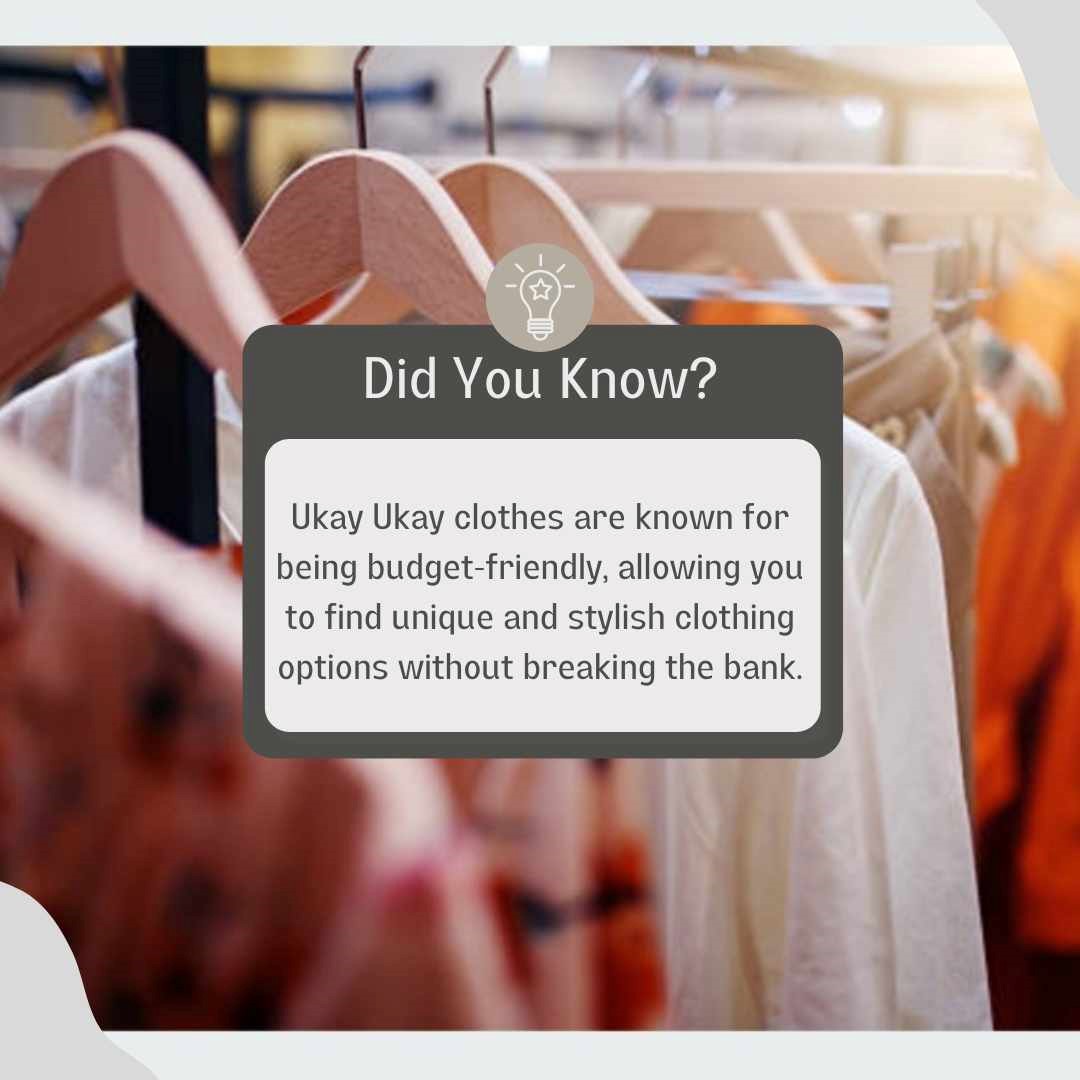 Did You Know?
Ukay Ukay clothes are known for
being budget-friendly, allowing you
to find unique and stylish clothing
options without breaking the bank.